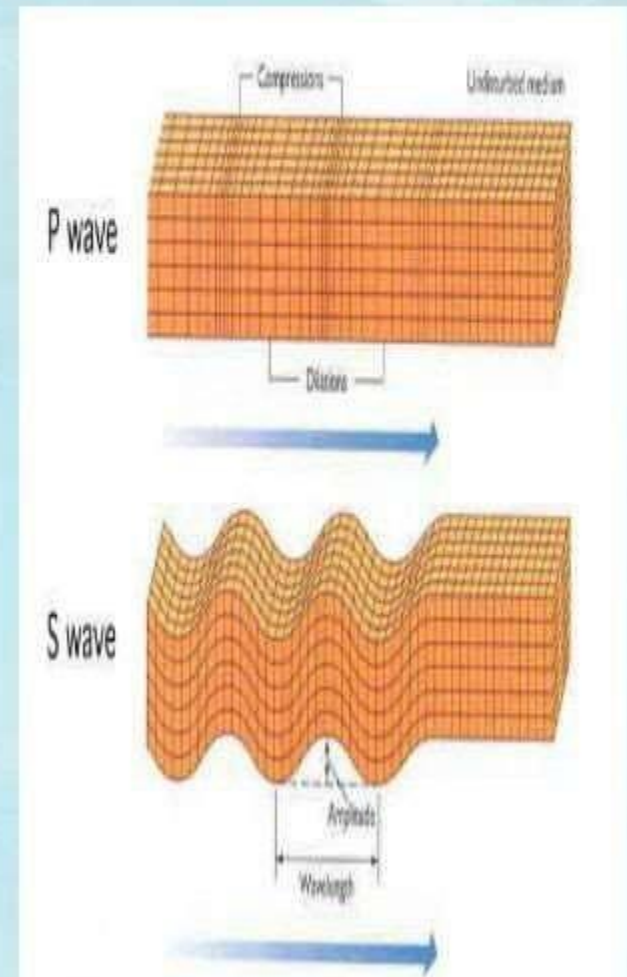 Compressions
Undisturbed medium
P wave
Dilations
S wave
Amplitude
Wavelength